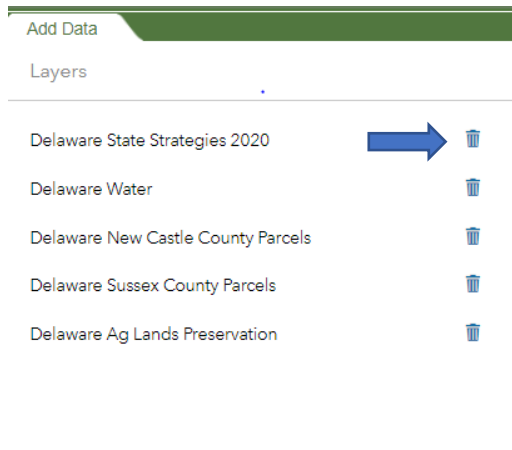 Add Data
Layers
Delaware State Strategies 2020
Delaware Water
Delaware New Castle County Parcels
Delaware Sussex County Parcels
Delaware Ag Lands Preservation